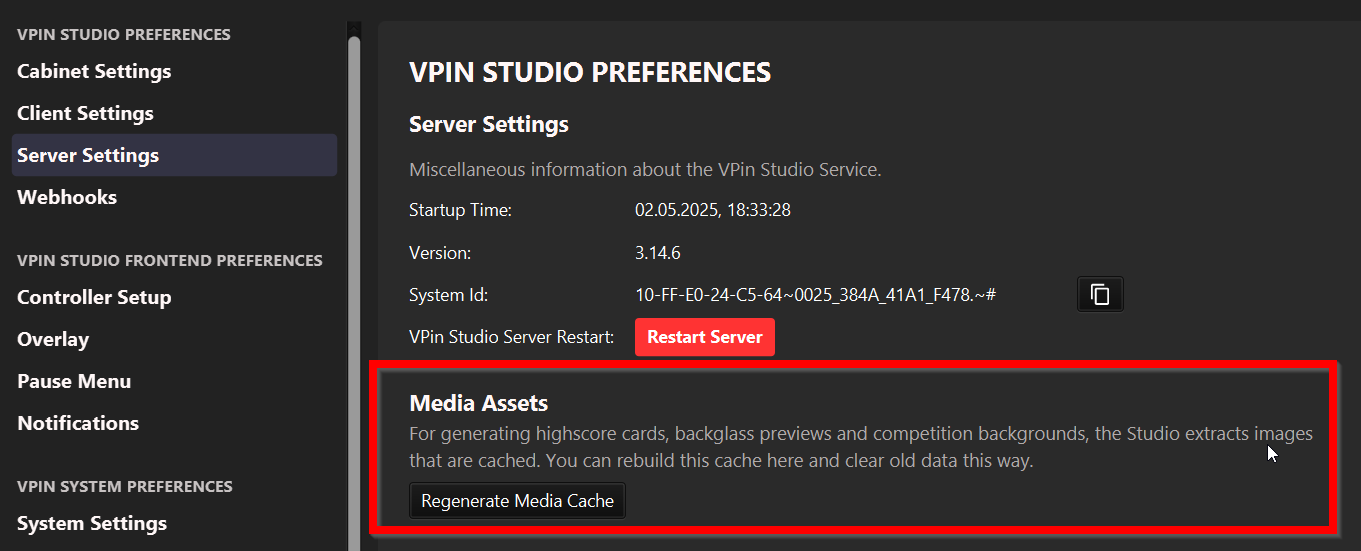 VPIN STUDIO PREFERENCES
Cabinet Settings
Client Settings
Server Settings
Webhooks
VPIN STUDIO FRONTEND PREFERENCES
Controller Setup
Overlay
Pause Menu
Notifications
VPIN SYSTEM PREFERENCES
System Settings
VPIN STUDIO PREFERENCES
Server Settings
Miscellaneous information about the VPin Studio Service.
Startup Time: 02.05.2025, 18:33:28
Version: 3.14.6
System Id: 10-FF-E0-24-C5-64~0025_384A_41A1_F478.~#
VPin Studio Server Restart: Restart Server
Media Assets
For generating highscore cards, backglass previews and competition backgrounds, the Studio extracts images
that are cached. You can rebuild this cache here and clear old data this way.
Regenerate Media Cache